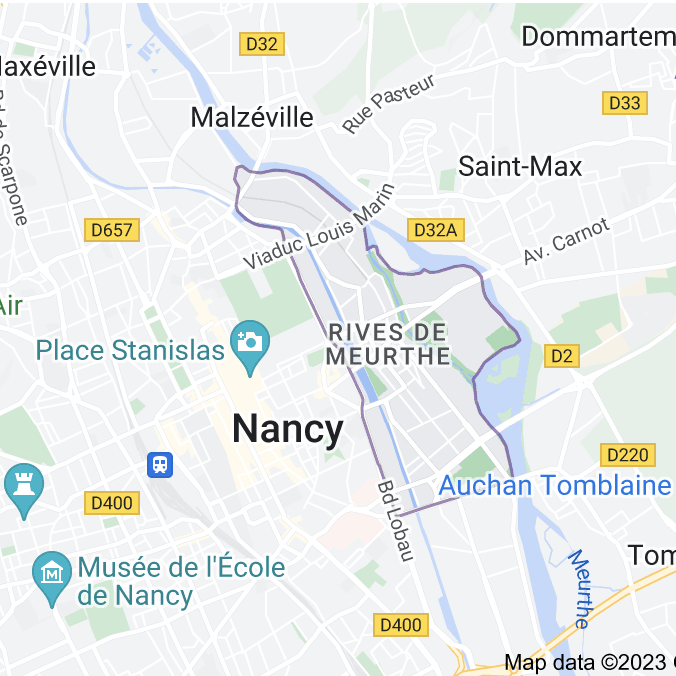 D32
Dommartem
axéville
D33
Malzéville
Rue Pasteur
Bd de Scarpone
Saint-Max
D657
Viaduc Louis Marin
D32A
Av. Carnot
Air
Place Stanislas
RIVES DE
MEURTHE
D2
Nancy
D220
D400
Auchan Tomblaine
Bd Lobau
Musée de l'École
de Nancy
Meurthe
Tom
D400
Map data ©2023